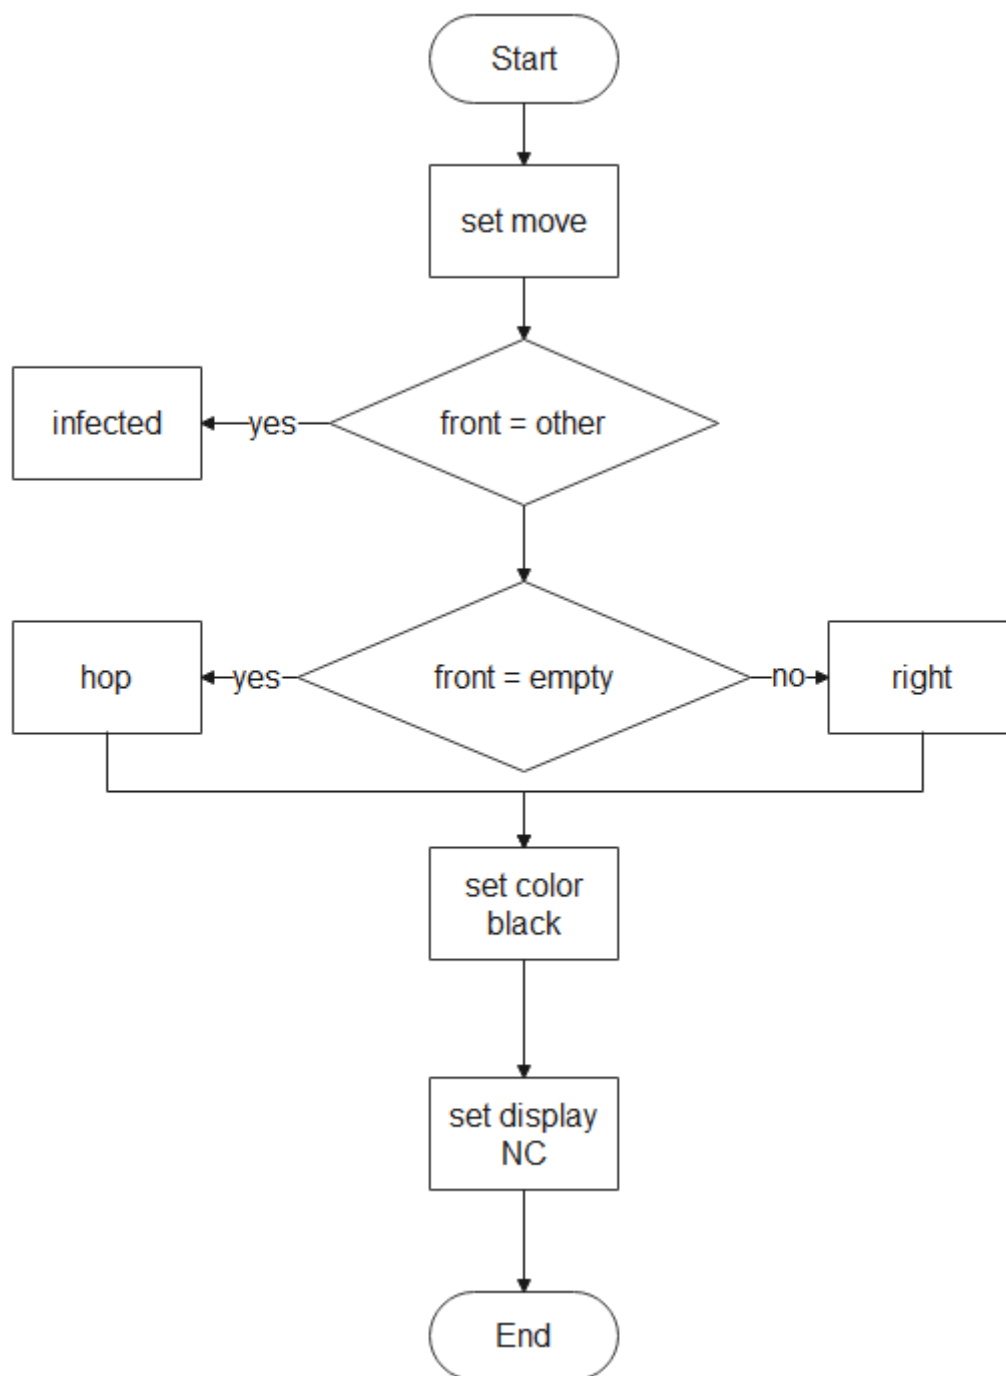 Start
set move
infected
yes
front = other
hop
yes
front = empty
no
right
set color
black
set display
NC
End